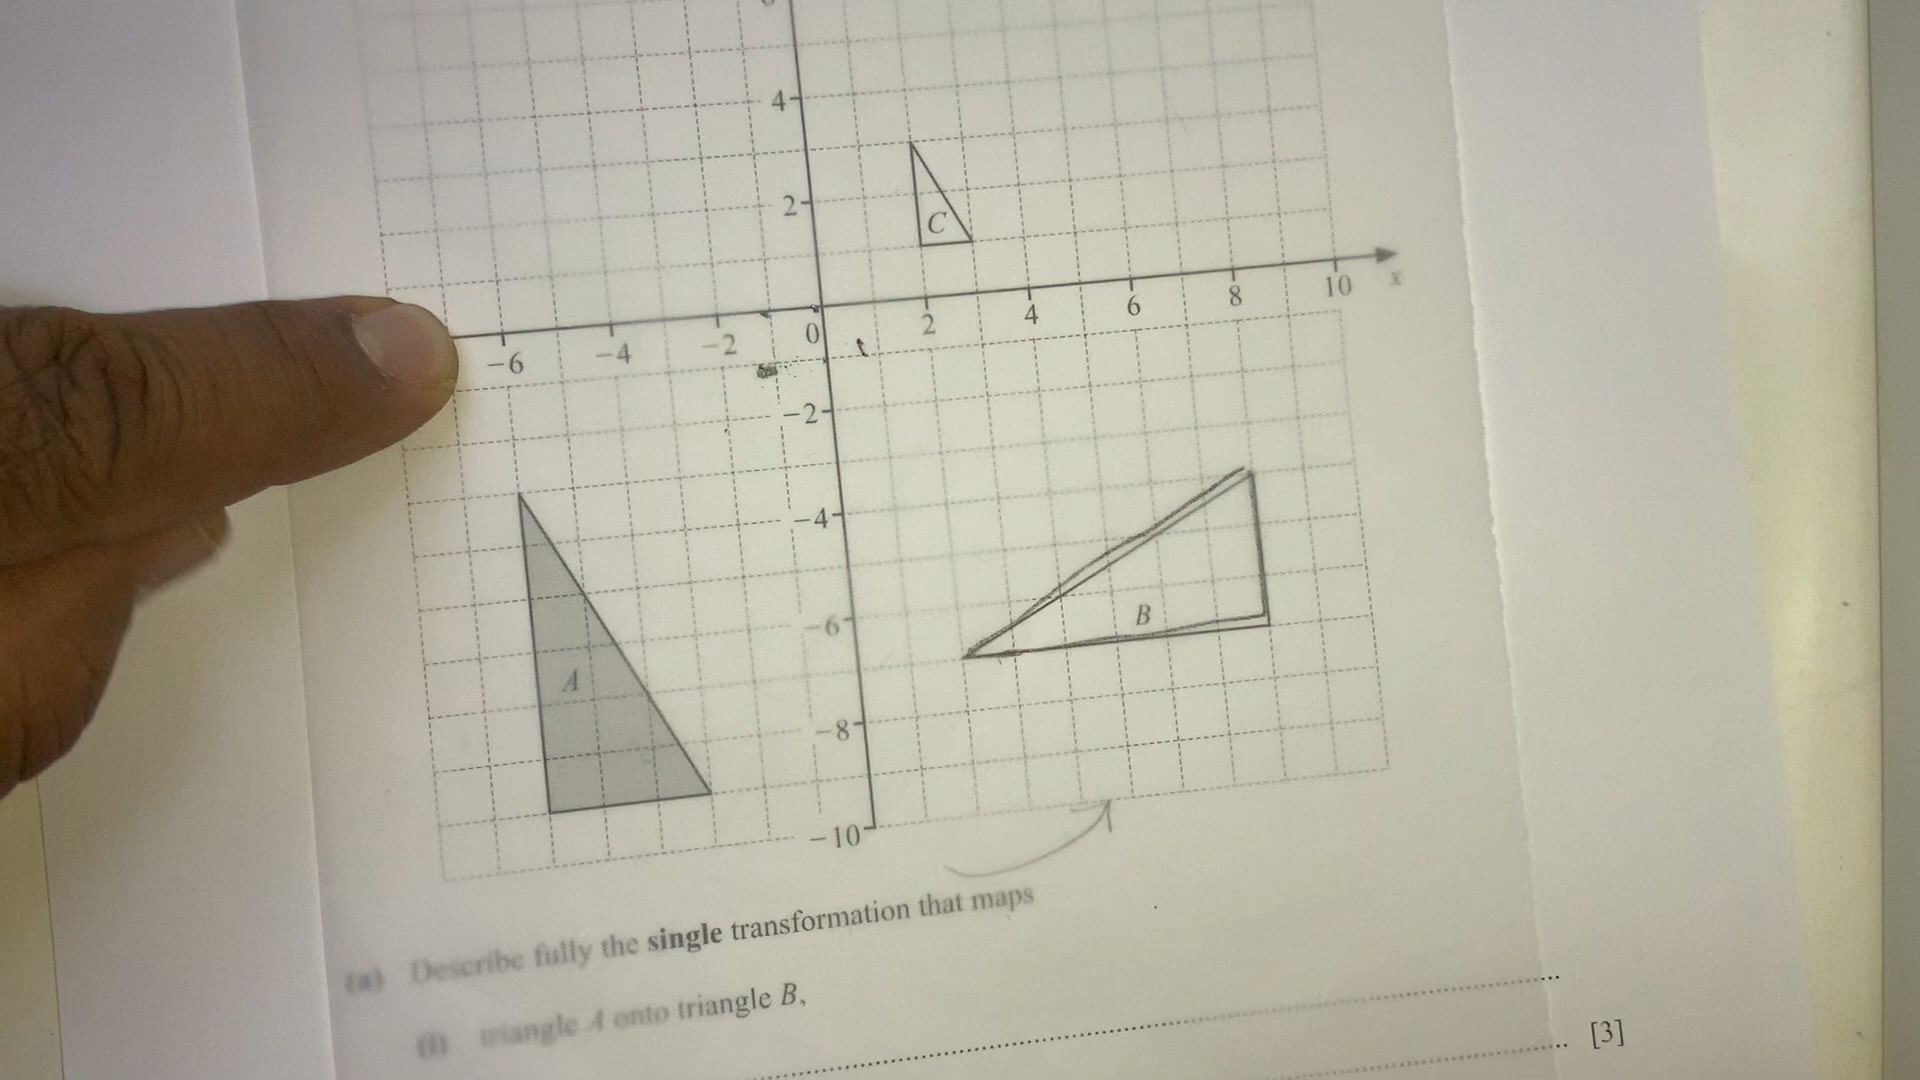 4
2
C
-6
-4
-2
0
2
4
6
8
10
x
-2
-4
-6
-8
-10
A
B
(a) Describe fully the single transformation that maps
(i) triangle A onto triangle B,
[3]